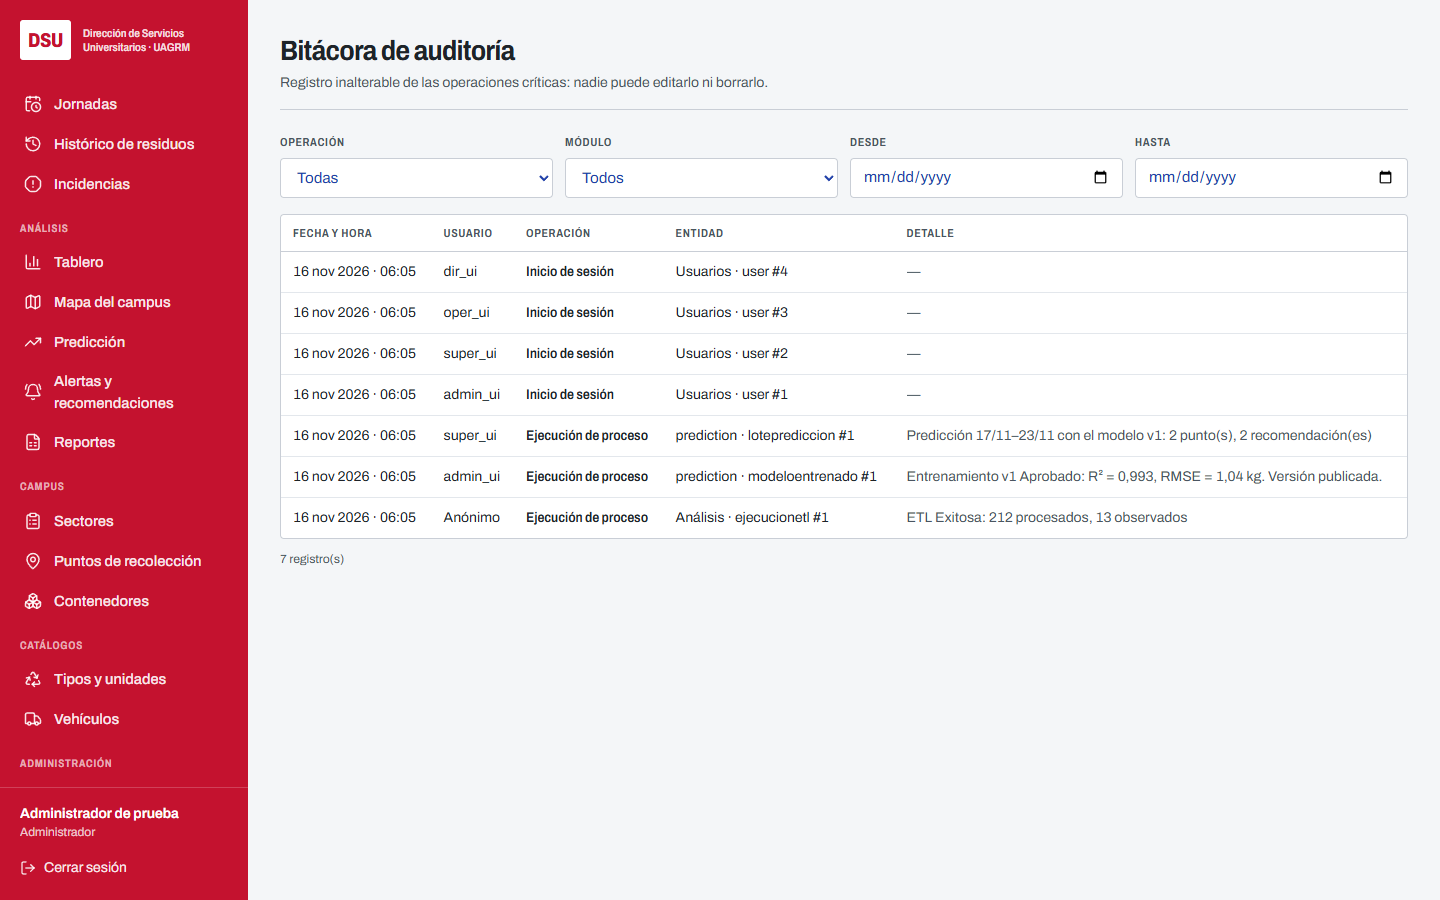 DSU
Dirección de Servicios
Universitarios · UAGRM
Jornadas
Histórico de residuos
Incidencias
ANÁLISIS
Tablero
Mapa del campus
Predicción
Alertas y
recomendaciones
Reportes
CAMPUS
Sectores
Puntos de recolección
Contenedores
CATÁLOGOS
Tipos y unidades
Vehículos
ADMINISTRACIÓN
Administrador de prueba
Administrador
Cerrar sesión
Bitácora de auditoría
Registro inalterable de las operaciones críticas: nadie puede editarlo ni borrarlo.
OPERACIÓN MÓDULO DESDE HASTA
Todas Todos mm/dd/yyyy mm/dd/yyyy
FECHA Y HORA USUARIO OPERACIÓN ENTIDAD DETALLE
16 nov 2026 · 06:05 dir_ui Inicio de sesión Usuarios · user #4 —
16 nov 2026 · 06:05 oper_ui Inicio de sesión Usuarios · user #3 —
16 nov 2026 · 06:05 super_ui Inicio de sesión Usuarios · user #2 —
16 nov 2026 · 06:05 admin_ui Inicio de sesión Usuarios · user #1 —
16 nov 2026 · 06:05 super_ui Ejecución de proceso prediction · loteprediccion #1 Predicción 17/11–23/11 con el modelo v1: 2 punto(s), 2 recomendación(es)
16 nov 2026 · 06:05 admin_ui Ejecución de proceso prediction · modeloentrenado #1 Entrenamiento v1 Aprobado: R² = 0,993, RMSE = 1,04 kg. Versión publicada.
16 nov 2026 · 06:05 Anónimo Ejecución de proceso Análisis · ejecucionetl #1 ETL Exitosa: 212 procesados, 13 observados
7 registro(s)